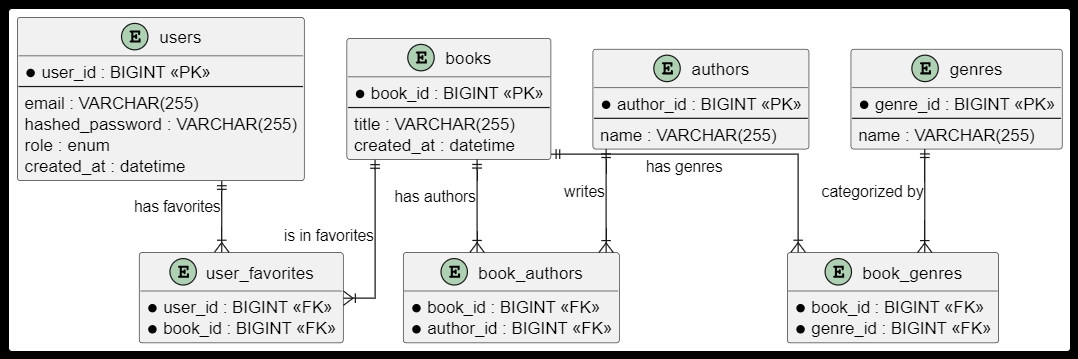 E users
user_id : BIGINT «PK»
email : VARCHAR(255)
hashed_password : VARCHAR(255)
role : enum
created_at : datetime
E books
book_id : BIGINT «PK»
title : VARCHAR(255)
created_at : datetime
E authors
author_id : BIGINT «PK»
name : VARCHAR(255)
E genres
genre_id : BIGINT «PK»
name : VARCHAR(255)
has favorites
is in favorites
has authors
writes
has genres
categorized by
E user_favorites
user_id : BIGINT «FK»
book_id : BIGINT «FK»
E book_authors
book_id : BIGINT «FK»
author_id : BIGINT «FK»
E book_genres
book_id : BIGINT «FK»
genre_id : BIGINT «FK»